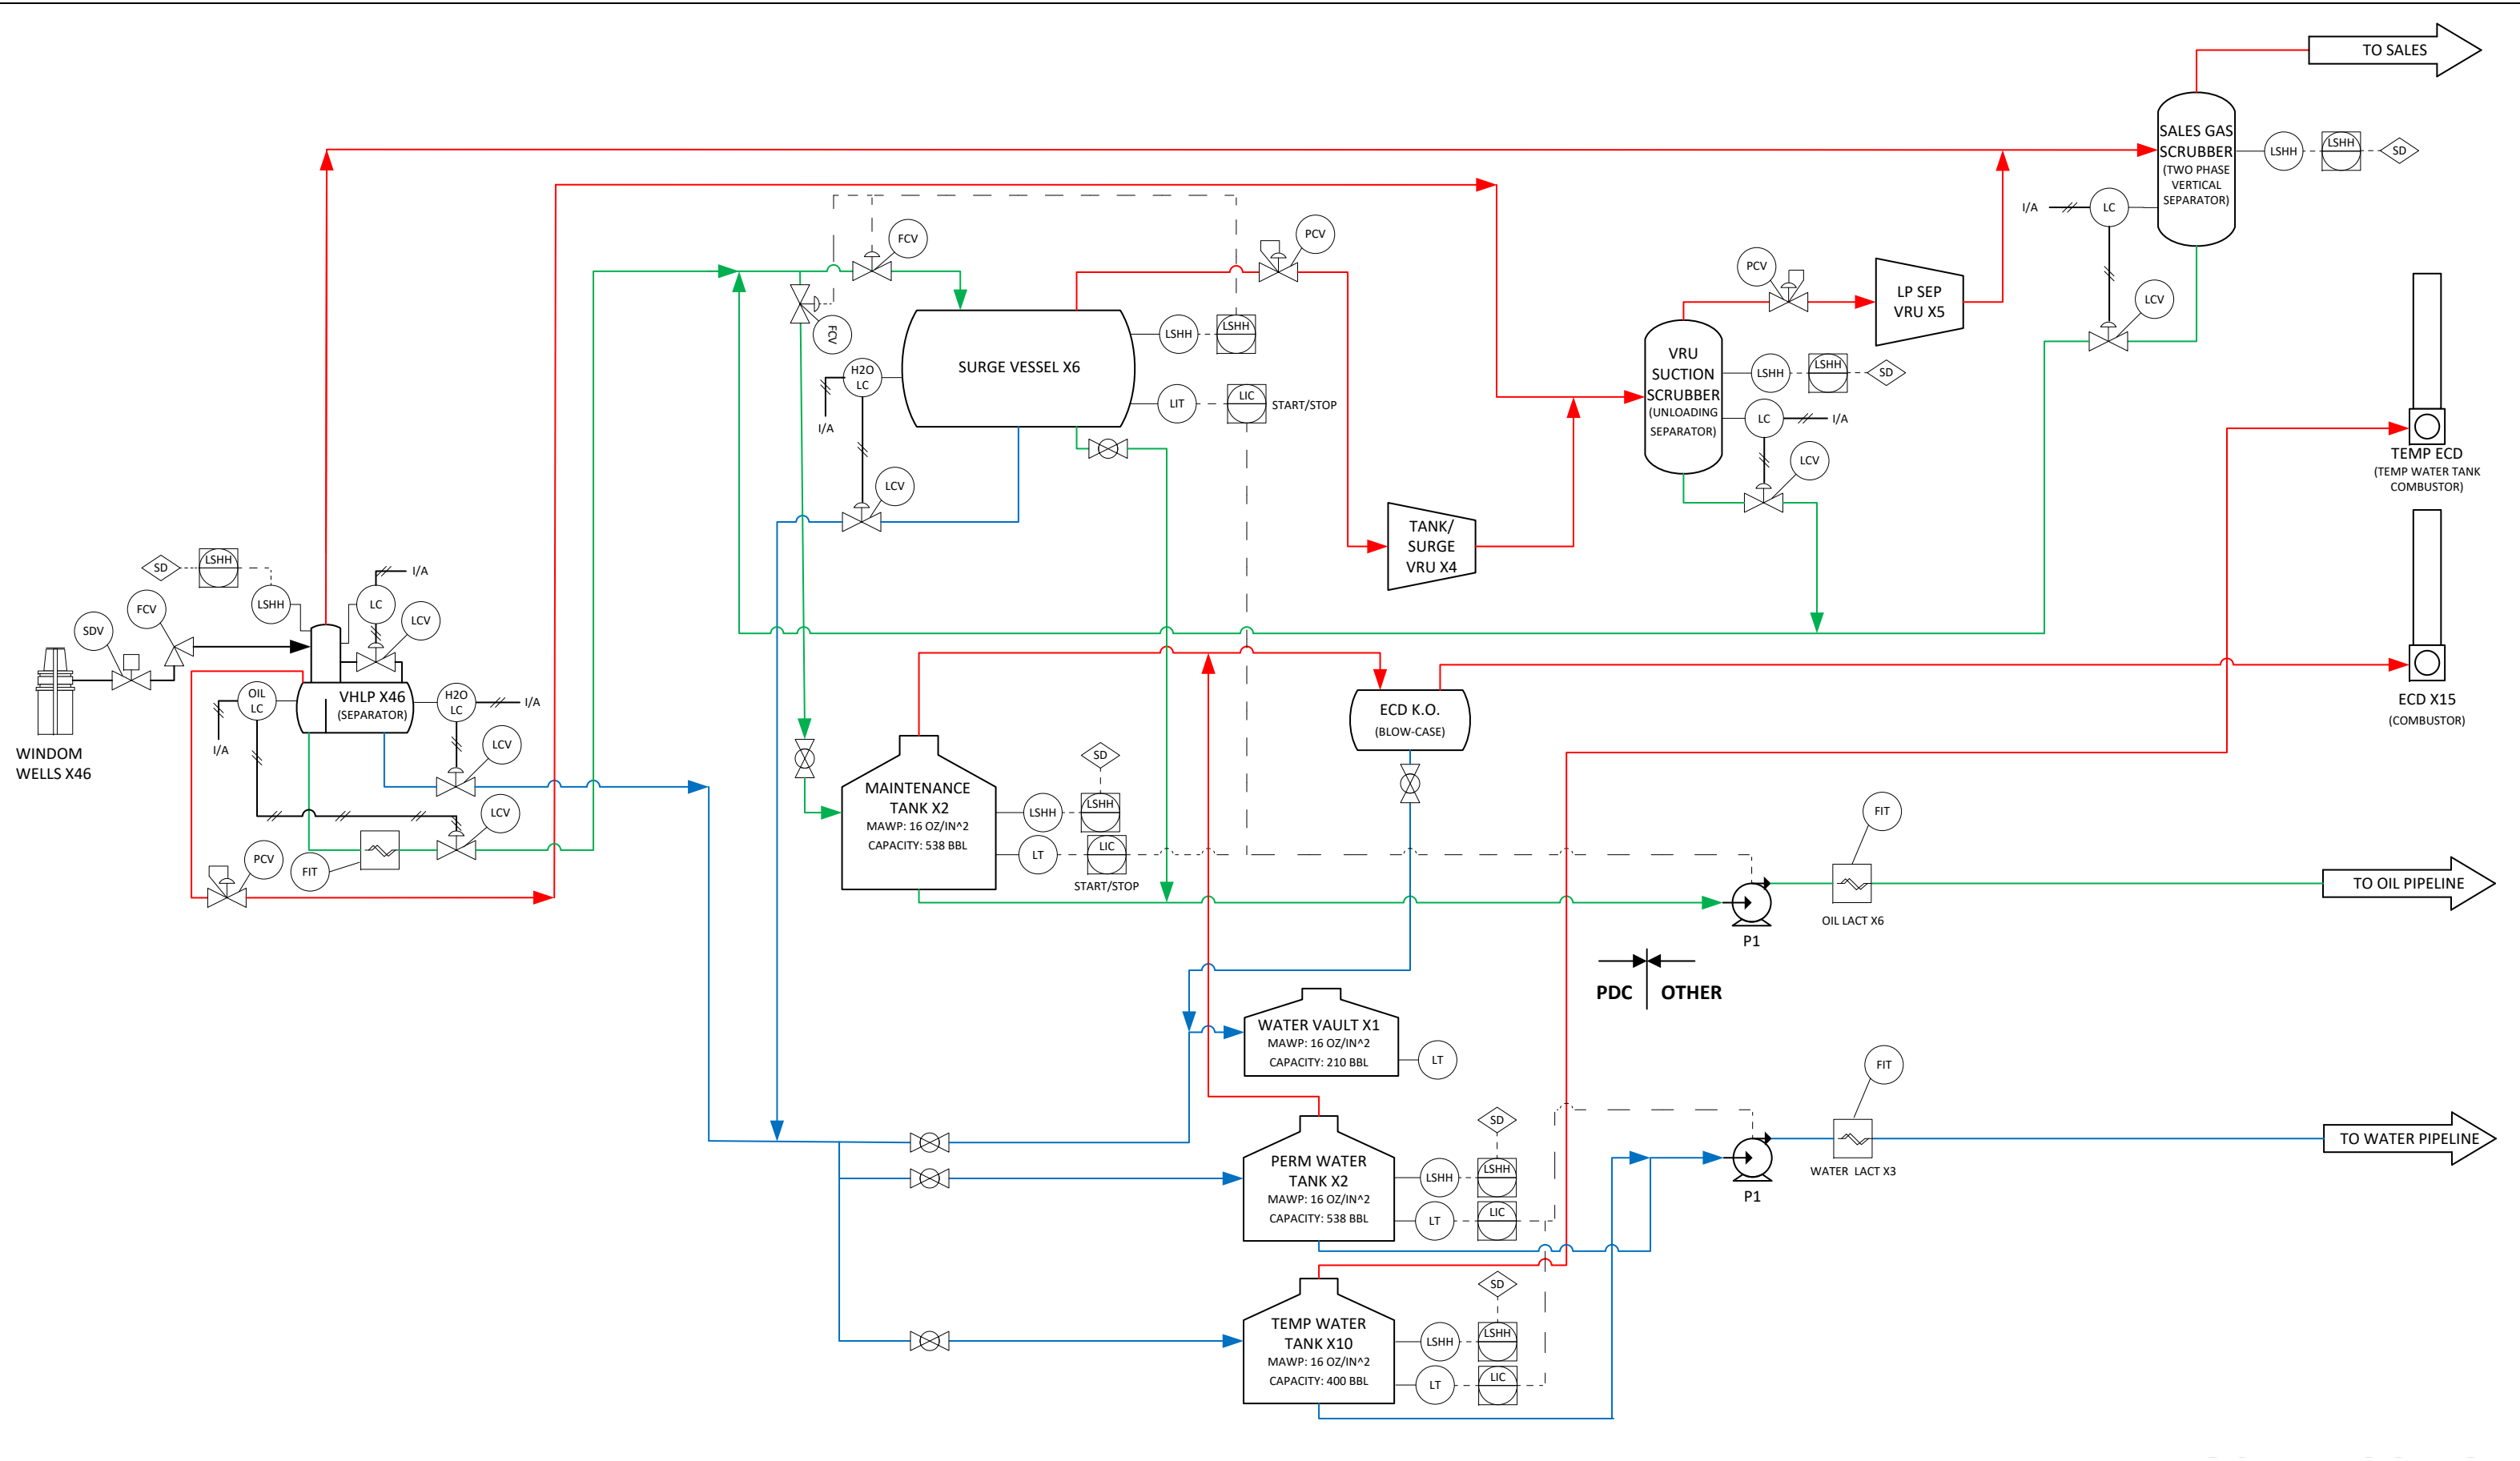 TO SALES
SALES GAS
SCRUBBER
(TWO PHASE
VERTICAL
SEPARATOR)
LSHH
LSHH
SD
I/A
LC
LCV
FCV
PCV
FCV
LSHH
LSHH
SURGE VESSEL X6
H2O
LC
I/A
LIT
LIC
START/STOP
LCV
PCV
LP SEP
VRU X5
VRU
SUCTION
SCRUBBER
(UNLOADING
SEPARATOR)
LSHH
LSHH
SD
LC
I/A
LCV
TEMP ECD
(TEMP WATER TANK
COMBUSTOR)
TANK/
SURGE
VRU X4
SD
LSHH
I/A
LSHH
LC
FCV
LCV
SDV
WINDOM
WELLS X46
OIL
LC
VHLP X46
(SEPARATOR)
H2O
LC
I/A
I/A
LCV
LCV
PCV
FIT
ECD K.O.
(BLOW-CASE)
ECD X15
(COMBUSTOR)
MAINTENANCE
TANK X2
MAWP: 16 OZ/IN^2
CAPACITY: 538 BBL
SD
LSHH
LSHH
LT
LIC
START/STOP
FIT
TO OIL PIPELINE
OIL LACT X6
P1
PDC
OTHER
WATER VAULT X1
MAWP: 16 OZ/IN^2
CAPACITY: 210 BBL
LT
FIT
TO WATER PIPELINE
WATER LACT X3
P1
PERM WATER
TANK X2
MAWP: 16 OZ/IN^2
CAPACITY: 538 BBL
SD
LSHH
LSHH
LT
LIC
TEMP WATER
TANK X10
MAWP: 16 OZ/IN^2
CAPACITY: 400 BBL
SD
LSHH
LSHH
LT
LIC